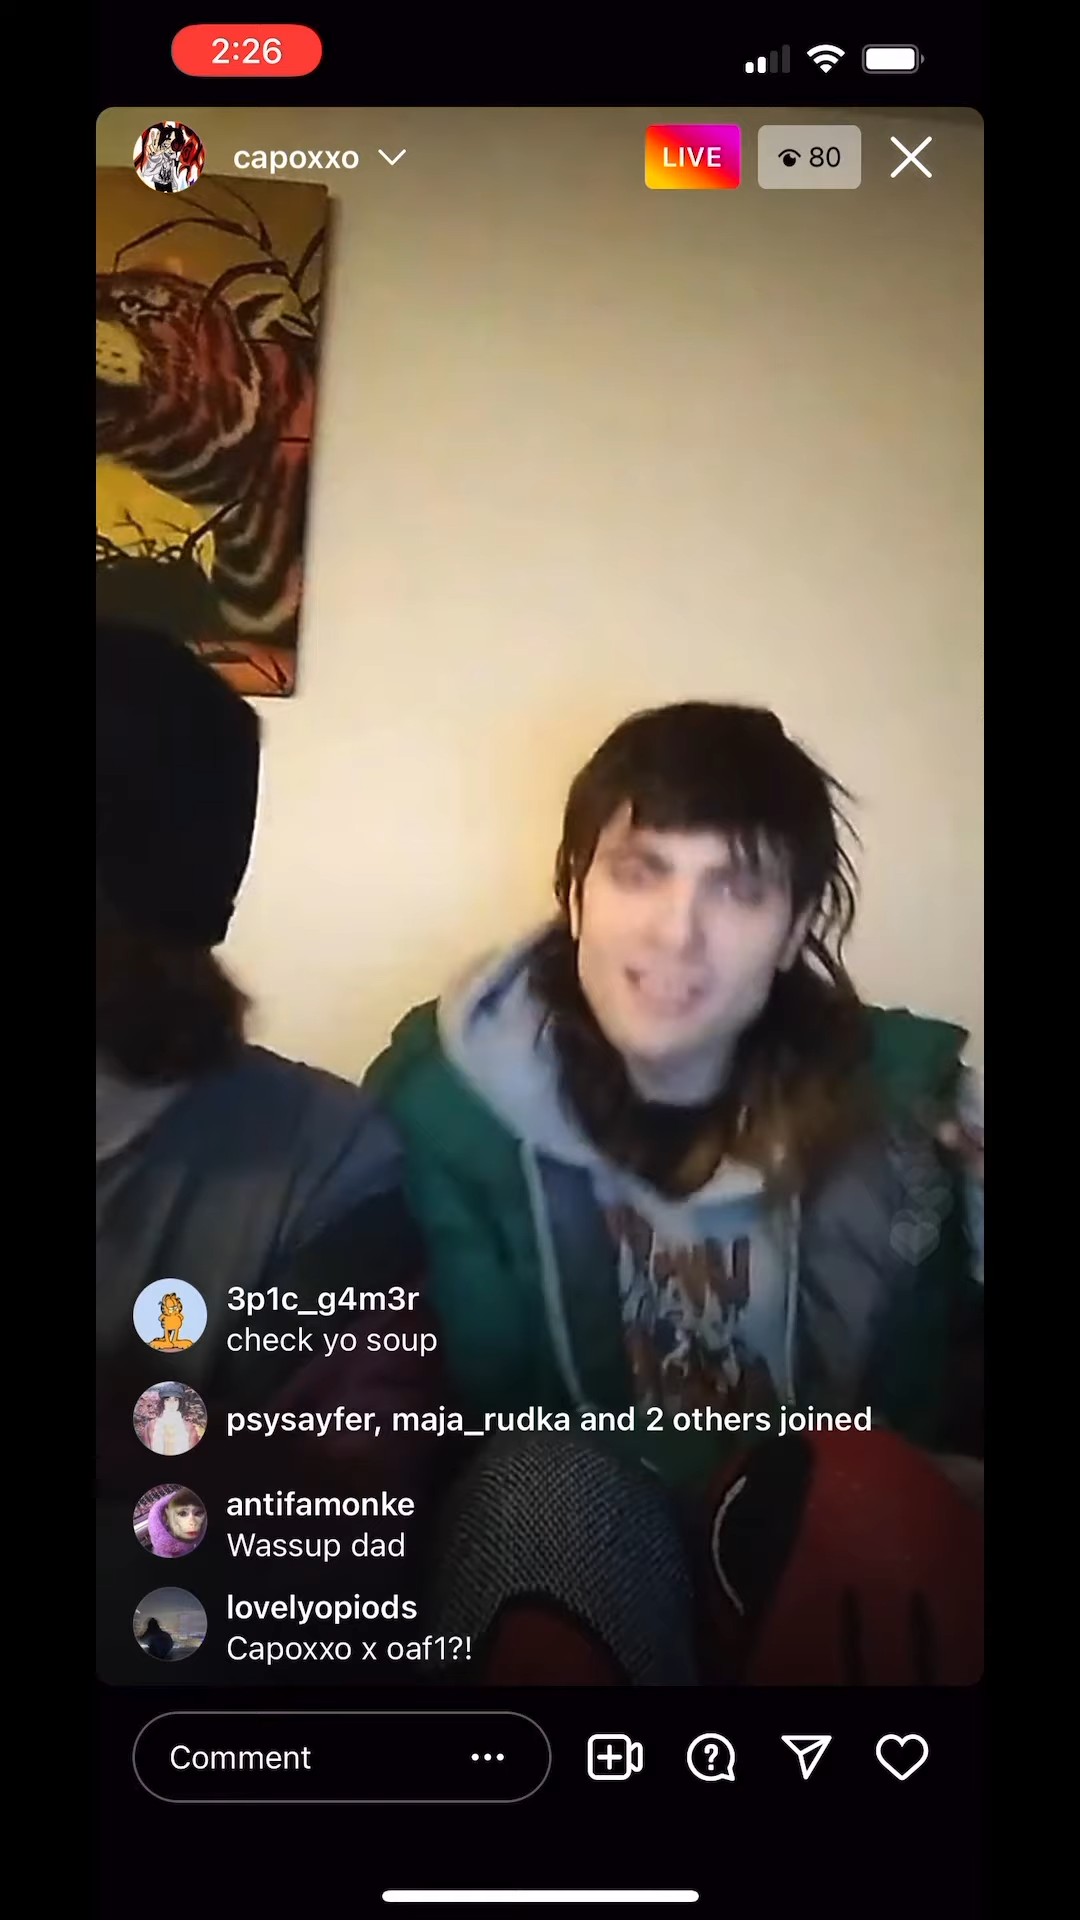 2:26
capoxxo
LIVE
80
3p1c_g4m3r
check yo soup
psysayfer, maja_rudka and 2 others joined
antifamonke
Wassup dad
lovelyopiods
Capoxxo x oaf1?!
Comment